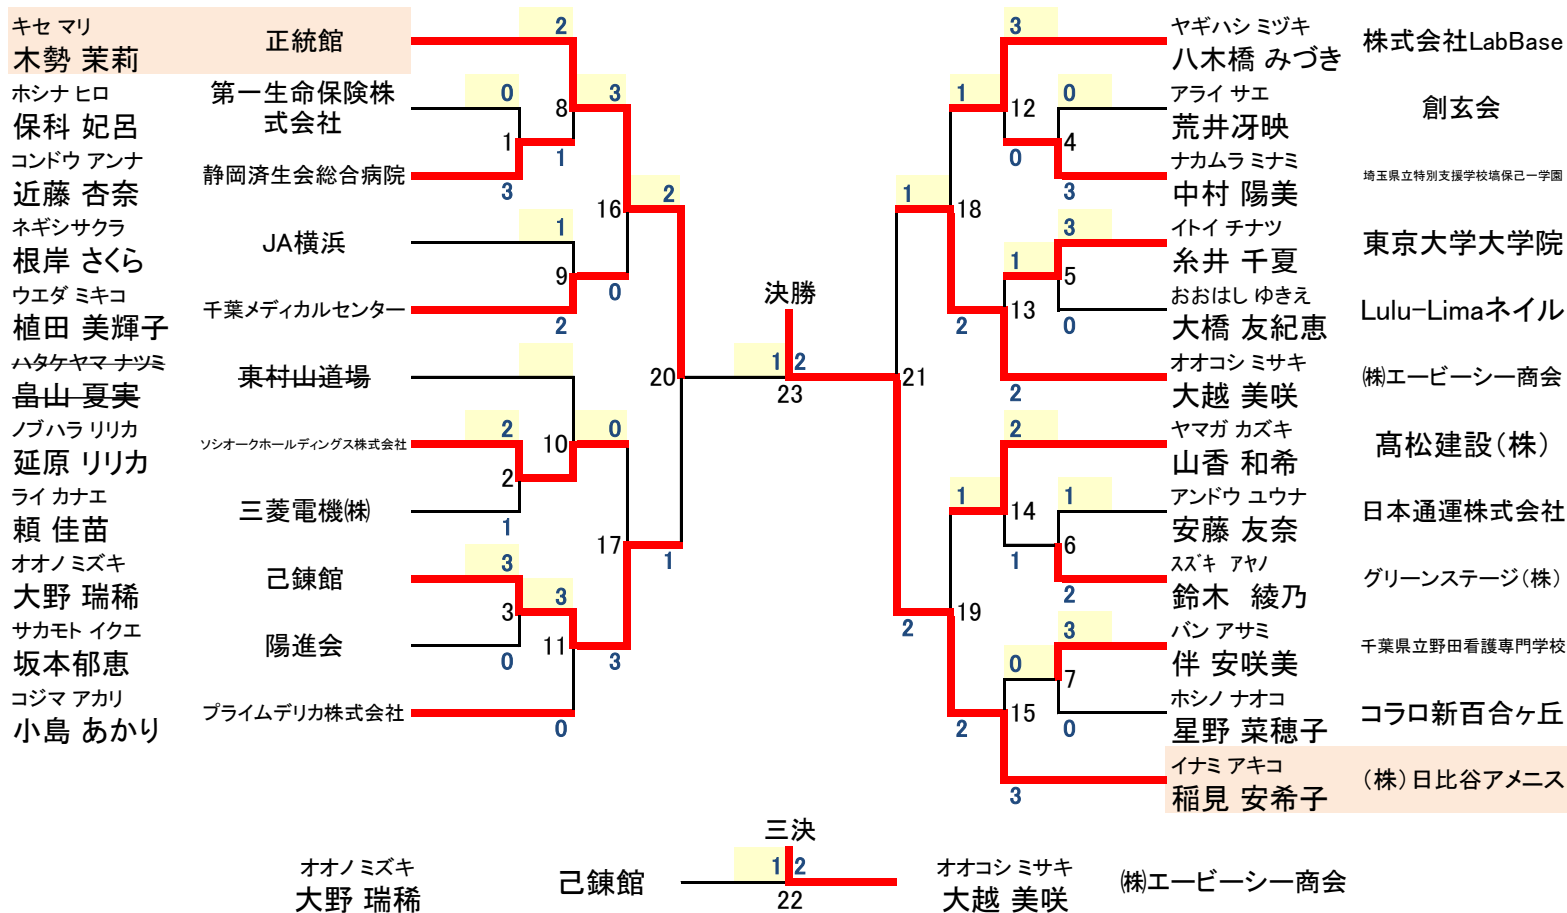 キセ マリ
木勢 茉莉
正統館
2
ホシナ ヒロ
保科 妃呂
第一生命保険株
式会社
0
8
3
コンドウ アンナ
近藤 杏奈
静岡済生会総合病院
1
3
1
16
2
ネギシサクラ
根岸 さくら
JA横浜
1
ウエダ ミキコ
植田 美輝子
千葉メディカルセンター
9
2
0
ハタケヤマ ナツミ
畠山 夏実
東村山道場
20
ノブハラ リリカ
延原 リリカ
ソシオークホールディングス株式会社
2
10
0
ライ カナエ
頼 佳苗
三菱電機㈱
2
1
17
1
オオノ ミズキ
大野 瑞稀
己錬館
3
3
3
サカモト イクエ
坂本郁恵
陽進会
0
11
3
コジマ アカリ
小島 あかり
プライムデリカ株式会社
0
決勝
1
2
23
3
ヤギハシ ミヅキ
八木橋 みづき
株式会社LabBase
1
12
0
アライ サエ
荒井冴映
創玄会
4
0
3
ナカムラ ミナミ
中村 陽美
埼玉県立特別支援学校塙保己一学園
1
18
3
イトイ チナツ
糸井 千夏
東京大学大学院
1
5
2
13
0
おおはし ゆきえ
大橋 友紀恵
Lulu-Limaネイル
21
2
オオコシ ミサキ
大越 美咲
㈱エービーシー商会
2
ヤマガ カズキ
山香 和希
髙松建設（株）
1
14
1
アンドウ ユウナ
安藤 友奈
日本通運株式会社
6
1
2
ｽｽﾞｷ ｱﾔﾉ
鈴木 綾乃
グリーンステージ（株）
2
19
3
バン アサミ
伴 安咲美
千葉県立野田看護専門学校
0
7
2
15
0
ホシノ ナオコ
星野 菜穂子
コラロ新百合ヶ丘
3
イナミ アキコ
稲見 安希子
（株）日比谷アメニス
三決
オオノ ミズキ
大野 瑞稀
己錬館
1
2
22
オオコシ ミサキ
大越 美咲
㈱エービーシー商会